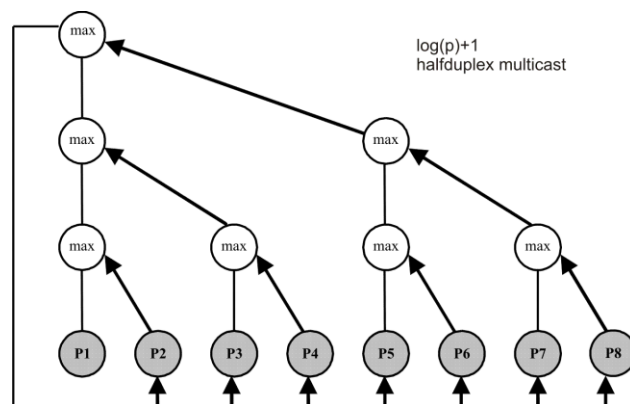 max
log(p)+1
halfduplex multicast
max
max
max
max
max
max
P1
P2
P3
P4
P5
P6
P7
P8